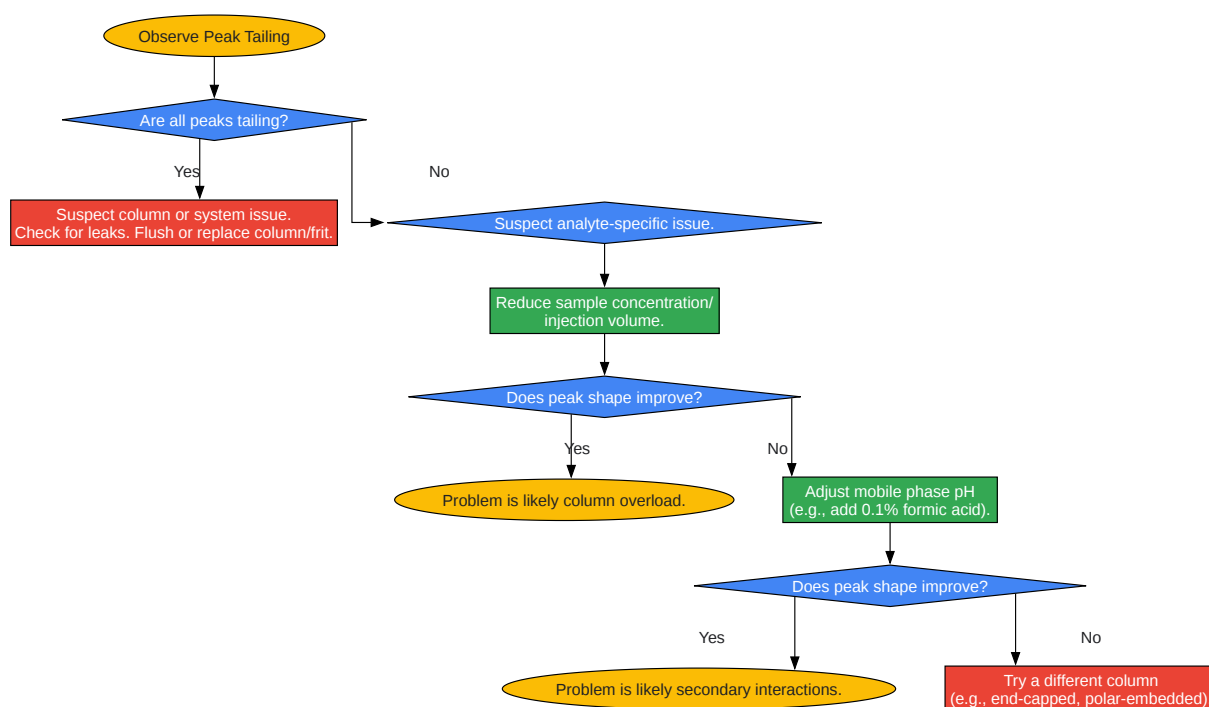 Observe Peak Tailing
Are all peaks tailing?
Yes
No
Suspect column or system issue.
Check for leaks. Flush or replace column/frit.
Suspect analyte-specific issue.
Reduce sample concentration/
injection volume.
Does peak shape improve?
Yes
No
Problem is likely column overload.
Adjust mobile phase pH
(e.g., add 0.1% formic acid).
Does peak shape improve?
Yes
No
Problem is likely secondary interactions.
Try a different column
(e.g., end-capped, polar-embedded)